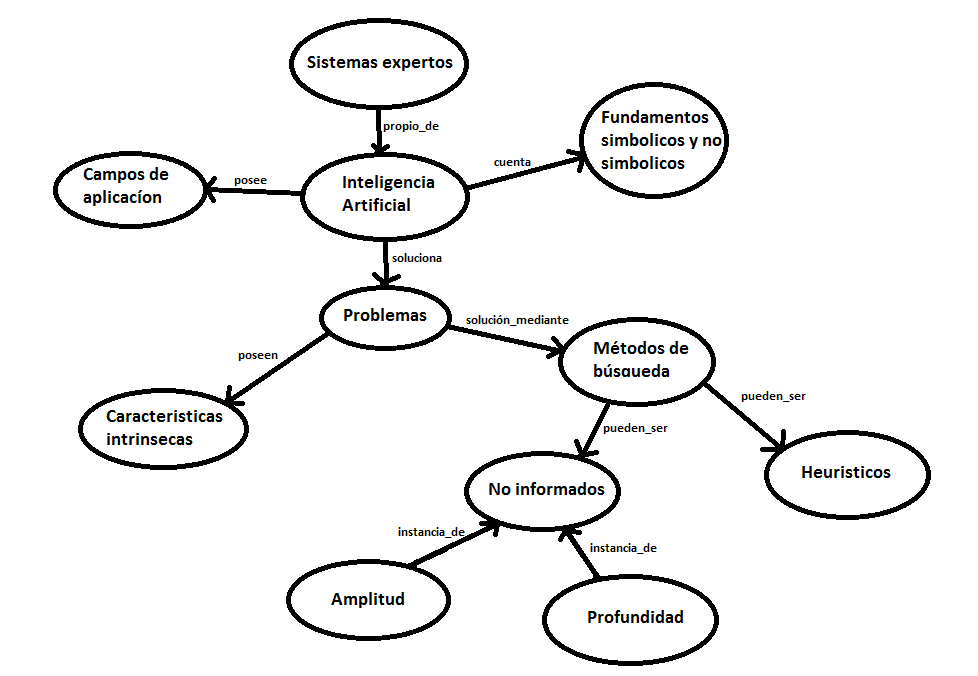 Sistemas expertos
propio_de
Fundamentos
simbolicos y no
simbolicos
cuenta
Campos de
aplicacíon
posee
Inteligencia
Artificial
soluciona
Problemas
solución_mediante
Métodos de
búsqueda
poseen
pueden_ser
Caracteristicas
intrinsecas
pueden_ser
Heuristicos
No informados
instancia_de
instancia_de
Amplitud
Profundidad